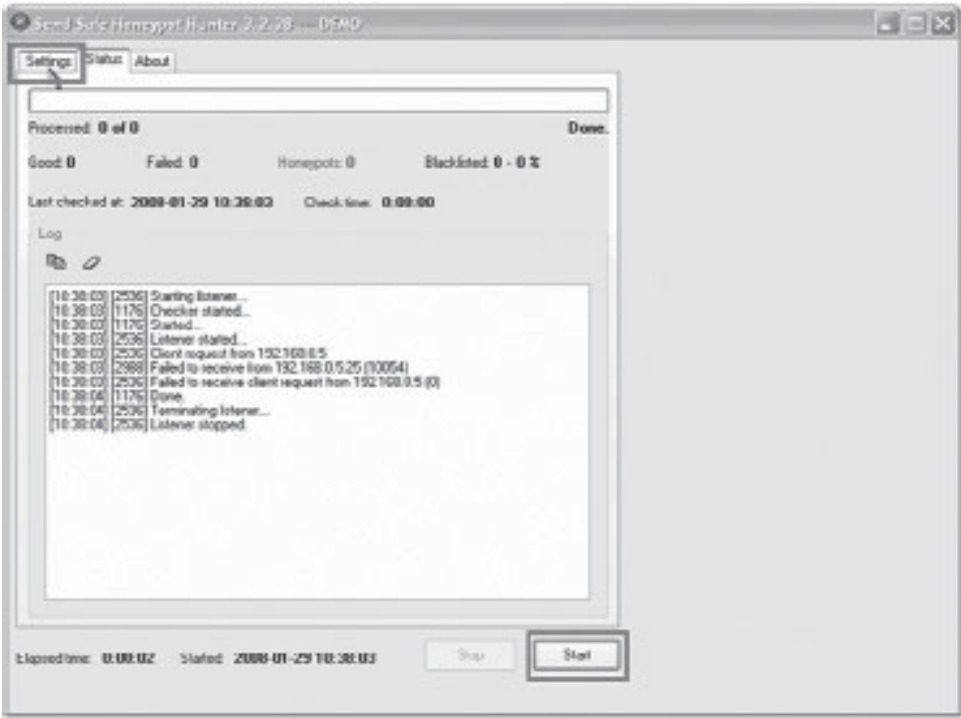 Send Safe Honeypot Hunter 3.2.28 --- DEMO
Settings Status About
Processed: 0 of 0 Done.
Good: 0 Failed: 0 Honeypots: 0 Blacklisted: 0 - 0 %
Last checked at: 2008-01-29 10:38:03 Check time: 0:00:00
Log
[10:38:03] [2536] Starting listener...
[10:38:03] [1176] Checker started...
[10:38:03] [1176] Started...
[10:38:03] [2536] Listener started...
[10:38:03] [2536] Client request from 192.168.0.5
[10:38:03] [2988] Failed to receive from 192.168.0.5:25 (10054)
[10:38:03] [2536] Failed to receive client request from 192.168.0.5 (0)
[10:38:04] [1176] Done.
[10:38:04] [2536] Terminating listener...
[10:38:04] [2536] Listener stopped.
Elapsed time: 0:00:02 Started: 2008-01-29 10:38:03 Stop Start